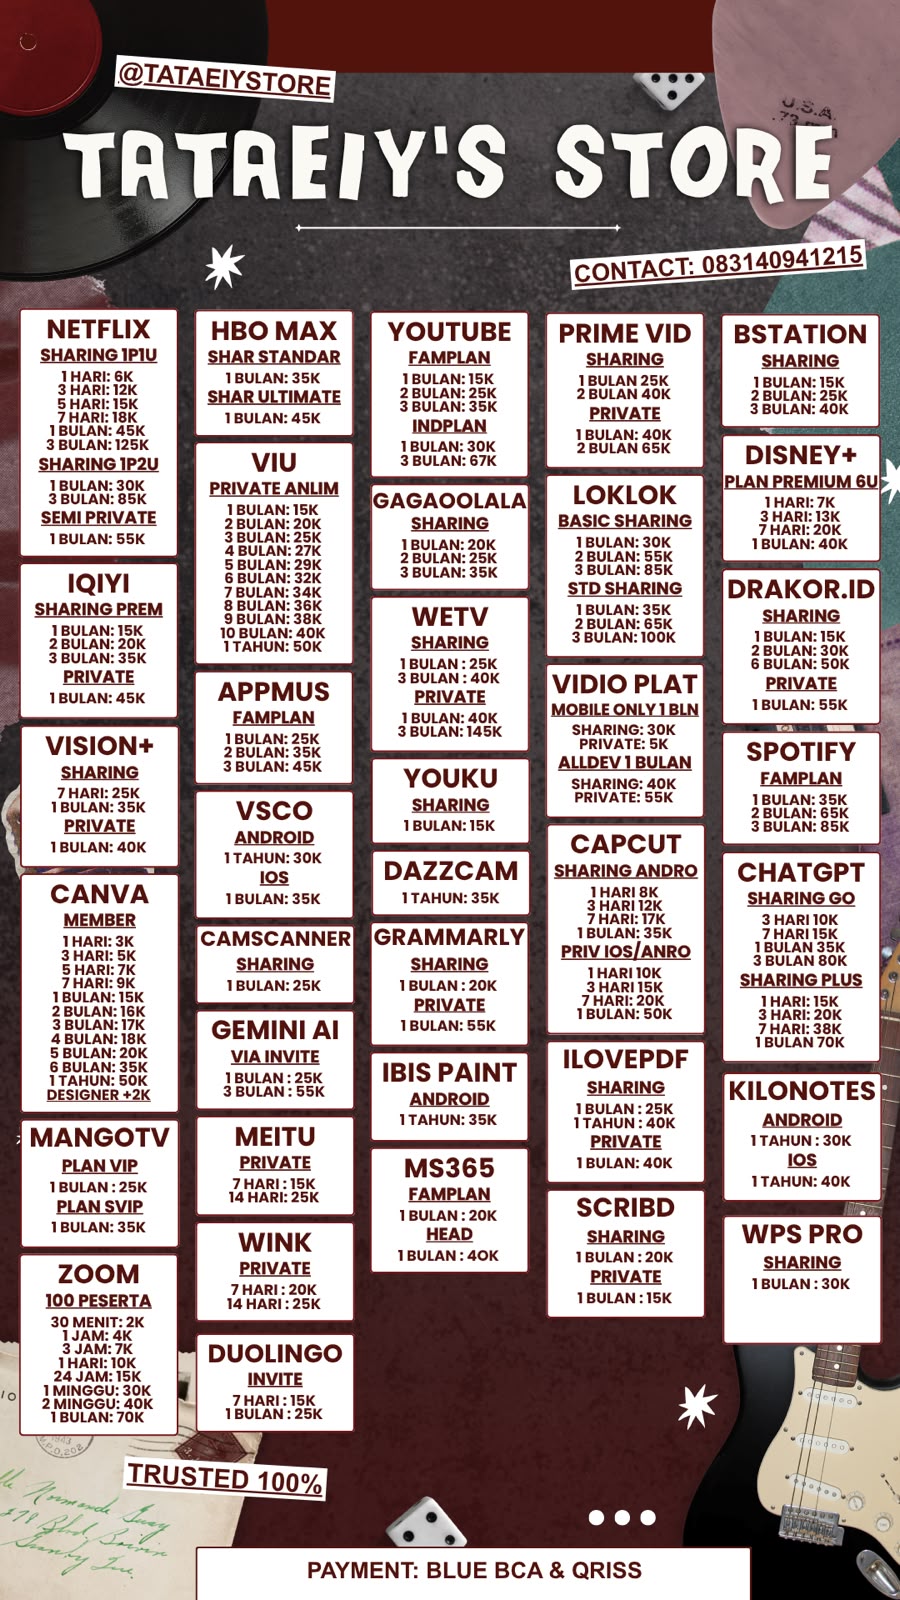 @TATAEIYSTORE
TATAEIY'S STORE
CONTACT: 083140941215
NETFLIX
SHARING 1P1U
1 HARI: 6K
3 HARI: 12K
5 HARI: 15K
7 HARI: 18K
1 BULAN: 45K
3 BULAN: 125K
SHARING 1P2U
1 BULAN: 30K
3 BULAN: 85K
SEMI PRIVATE
1 BULAN: 55K
IQIYI
SHARING PREM
1 BULAN: 15K
2 BULAN: 20K
3 BULAN: 35K
PRIVATE
1 BULAN: 45K
VISION+
SHARING
7 HARI: 25K
1 BULAN: 35K
PRIVATE
1 BULAN: 40K
CANVA
MEMBER
1 HARI: 3K
3 HARI: 5K
5 HARI: 7K
7 HARI: 9K
1 BULAN: 15K
2 BULAN: 16K
3 BULAN: 17K
4 BULAN: 18K
5 BULAN: 20K
6 BULAN: 35K
1 TAHUN: 50K
DESIGNER +2K
MANGOTV
PLAN VIP
1 BULAN : 25K
PLAN SVIP
1 BULAN: 35K
ZOOM
100 PESERTA
30 MENIT: 2K
1 JAM: 4K
3 JAM: 7K
1 HARI: 10K
24 JAM: 15K
1 MINGGU: 30K
2 MINGGU: 40K
1 BULAN: 70K
HBO MAX
SHAR STANDAR
1 BULAN: 35K
SHAR ULTIMATE
1 BULAN: 45K
VIU
PRIVATE ANLIM
1 BULAN: 15K
2 BULAN: 20K
3 BULAN: 25K
4 BULAN: 27K
5 BULAN: 29K
6 BULAN: 32K
7 BULAN: 34K
8 BULAN: 36K
9 BULAN: 38K
10 BULAN: 40K
1 TAHUN: 50K
APPMUS
FAMPLAN
1 BULAN: 25K
2 BULAN: 35K
3 BULAN: 45K
VSCO
ANDROID
1 TAHUN: 30K
IOS
1 BULAN: 35K
CAMSCANNER
SHARING
1 BULAN: 25K
GEMINI AI
VIA INVITE
1 BULAN : 25K
3 BULAN : 55K
MEITU
PRIVATE
7 HARI : 15K
14 HARI: 25K
WINK
PRIVATE
7 HARI : 20K
14 HARI : 25K
DUOLINGO
INVITE
7 HARI : 15K
1 BULAN : 25K
YOUTUBE
FAMPLAN
1 BULAN: 15K
2 BULAN: 25K
3 BULAN: 35K
INDPLAN
1 BULAN: 30K
3 BULAN: 67K
GAGAOOLALA
SHARING
1 BULAN: 20K
2 BULAN: 25K
3 BULAN: 35K
WETV
SHARING
1 BULAN : 25K
3 BULAN : 40K
PRIVATE
1 BULAN: 40K
3 BULAN: 145K
YOUKU
SHARING
1 BULAN: 15K
DAZZCAM
1 TAHUN: 35K
GRAMMARLY
SHARING
1 BULAN : 20K
PRIVATE
1 BULAN: 55K
IBIS PAINT
ANDROID
1 TAHUN: 35K
MS365
FAMPLAN
1 BULAN : 20K
HEAD
1 BULAN : 4OK
PRIME VID
SHARING
1 BULAN 25K
2 BULAN 40K
PRIVATE
1 BULAN: 40K
2 BULAN 65K
LOKLOK
BASIC SHARING
1 BULAN: 30K
2 BULAN: 55K
3 BULAN: 85K
STD SHARING
1 BULAN: 35K
2 BULAN: 65K
3 BULAN: 100K
VIDIO PLAT
MOBILE ONLY 1 BLN
SHARING: 30K
PRIVATE: 5K
ALLDEV 1 BULAN
SHARING: 40K
PRIVATE: 55K
CAPCUT
SHARING ANDRO
1 HARI 8K
3 HARI 12K
7 HARI: 17K
1 BULAN: 35K
PRIV IOS/ANRO
1 HARI 10K
3 HARI 15K
7 HARI: 20K
1 BULAN: 50K
ILOVEPDF
SHARING
1 BULAN : 25K
1 TAHUN : 40K
PRIVATE
1 BULAN: 40K
SCRIBD
SHARING
1 BULAN : 20K
PRIVATE
1 BULAN : 15K
BSTATION
SHARING
1 BULAN: 15K
2 BULAN: 25K
3 BULAN: 40K
DISNEY+
PLAN PREMIUM 6U
1 HARI: 7K
3 HARI: 13K
7 HARI: 20K
1 BULAN: 40K
DRAKOR.ID
SHARING
1 BULAN: 15K
2 BULAN: 30K
6 BULAN: 50K
PRIVATE
1 BULAN: 55K
SPOTIFY
FAMPLAN
1 BULAN: 35K
2 BULAN: 65K
3 BULAN: 85K
CHATGPT
SHARING GO
3 HARI 10K
7 HARI 15K
1 BULAN 35K
3 BULAN 80K
SHARING PLUS
1 HARI: 15K
3 HARI: 20K
7 HARI: 38K
1 BULAN 70K
KILONOTES
ANDROID
1 TAHUN : 30K
IOS
1 TAHUN: 40K
WPS PRO
SHARING
1 BULAN : 30K
TRUSTED 100%
PAYMENT: BLUE BCA & QRISS
U.S.A.